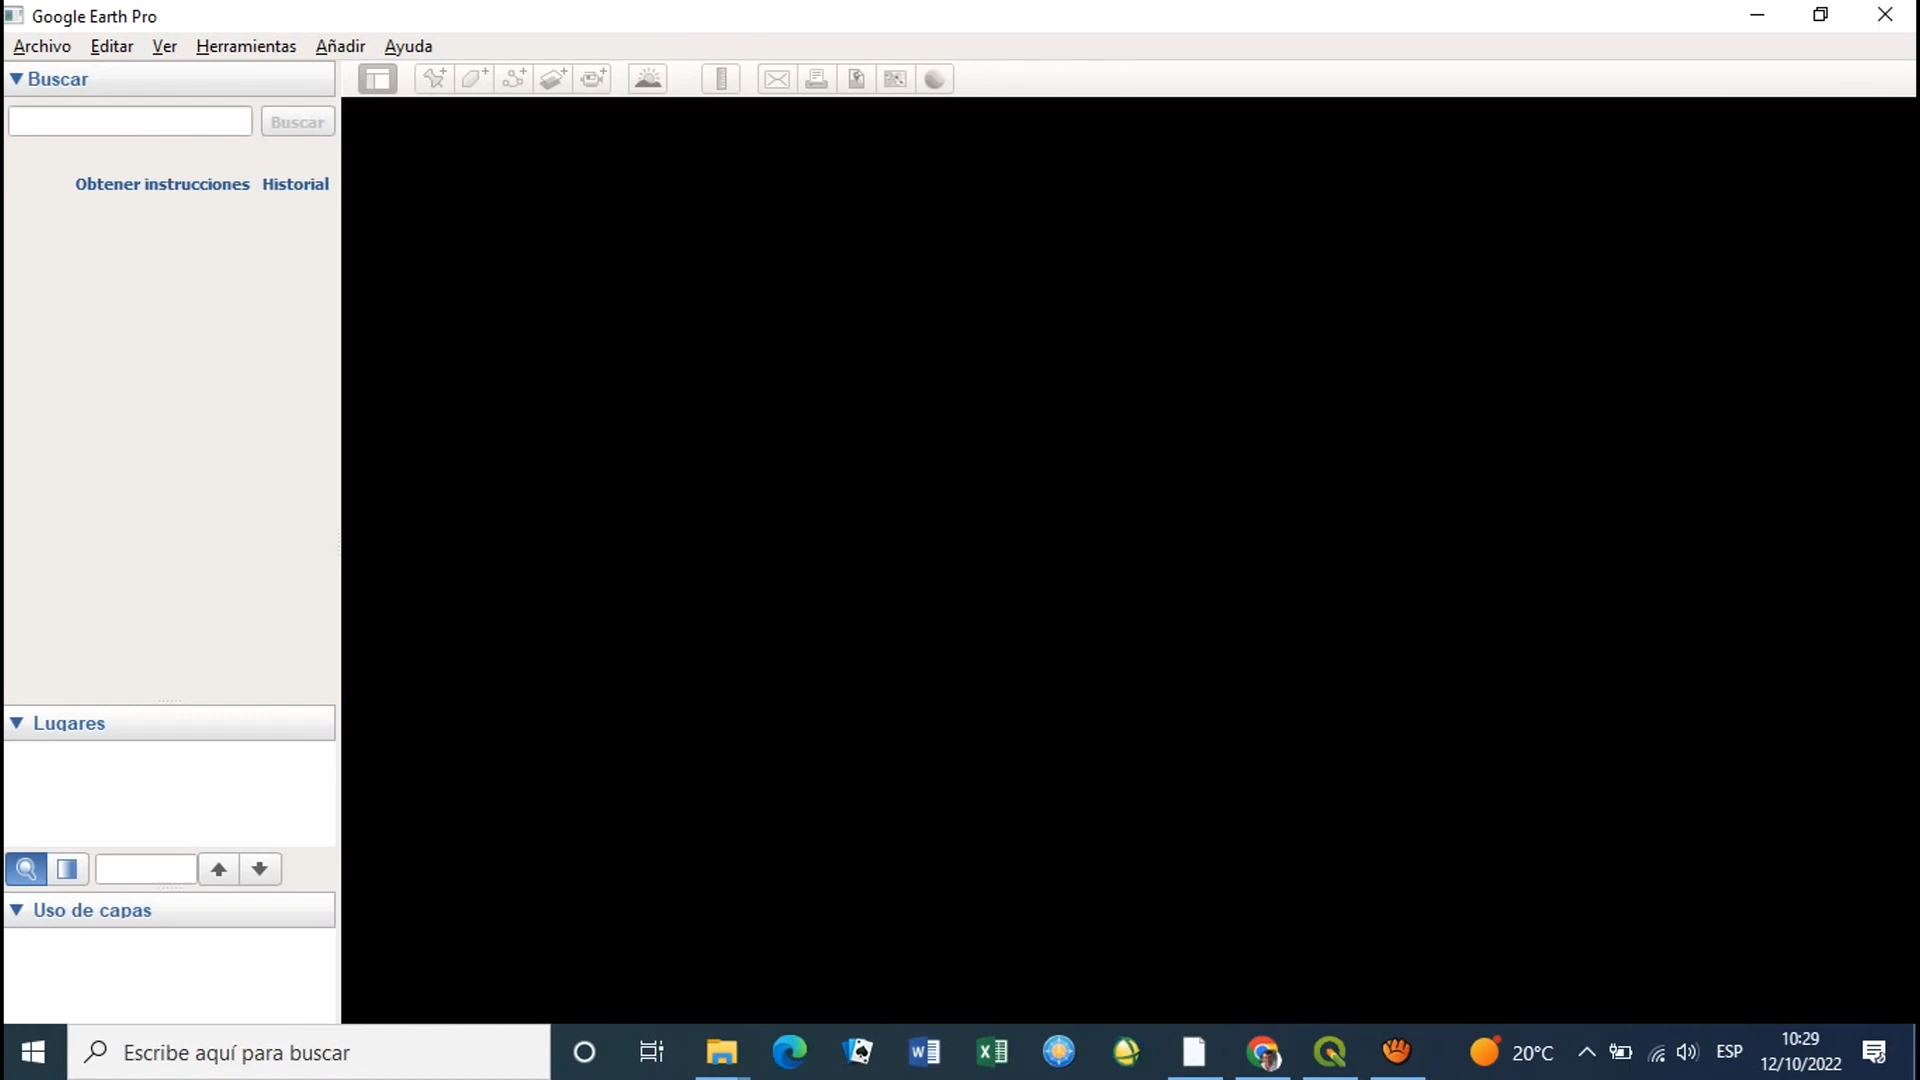 Google Earth Pro
Archivo Editar Ver Herramientas Añadir Ayuda
Buscar
Buscar
Obtener instrucciones Historial
Lugares
Uso de capas
Escribe aquí para buscar
20°C
ESP
10:29
12/10/2022